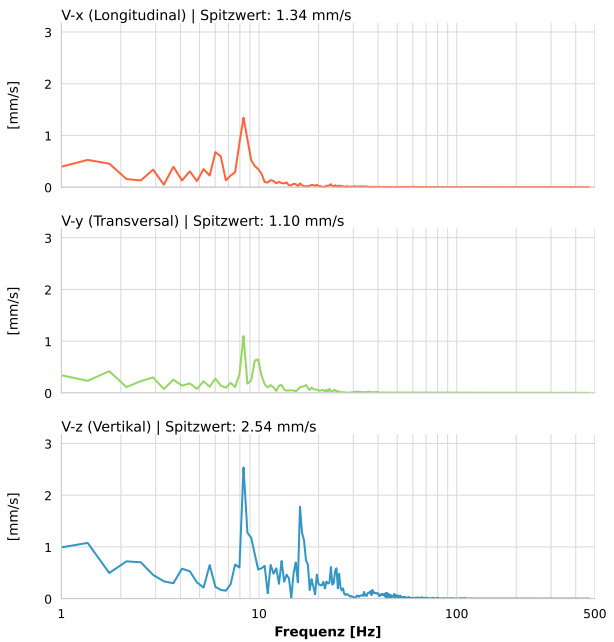 V-x (Longitudinal) | Spitzwert: 1.34 mm/s
3
2
[mm/s]
1
0
V-y (Transversal) | Spitzwert: 1.10 mm/s
3
2
[mm/s]
1
0
V-z (Vertikal) | Spitzwert: 2.54 mm/s
3
2
[mm/s]
1
0
1 10 100 500
Frequenz [Hz]